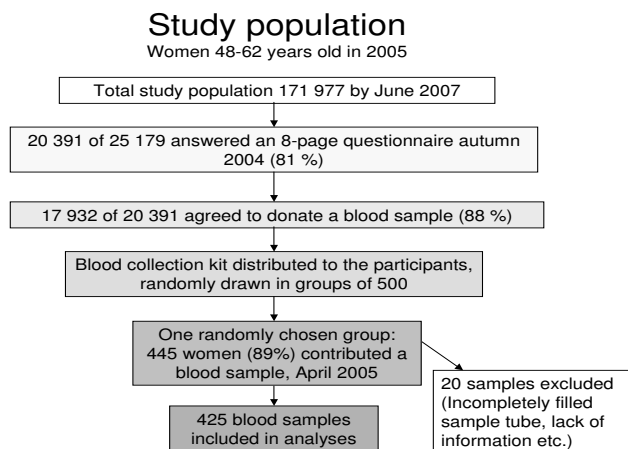 Study population
Women 48-62 years old in 2005
Total study population 171 977 by June 2007
20 391 of 25 179 answered an 8-page questionnaire autumn
2004 (81 %)
17 932 of 20 391 agreed to donate a blood sample (88 %)
Blood collection kit distributed to the participants,
randomly drawn in groups of 500
One randomly chosen group:
445 women (89%) contributed a
blood sample, April 2005
20 samples excluded
(Incompletely filled
sample tube, lack of
information etc.)
425 blood samples
included in analyses